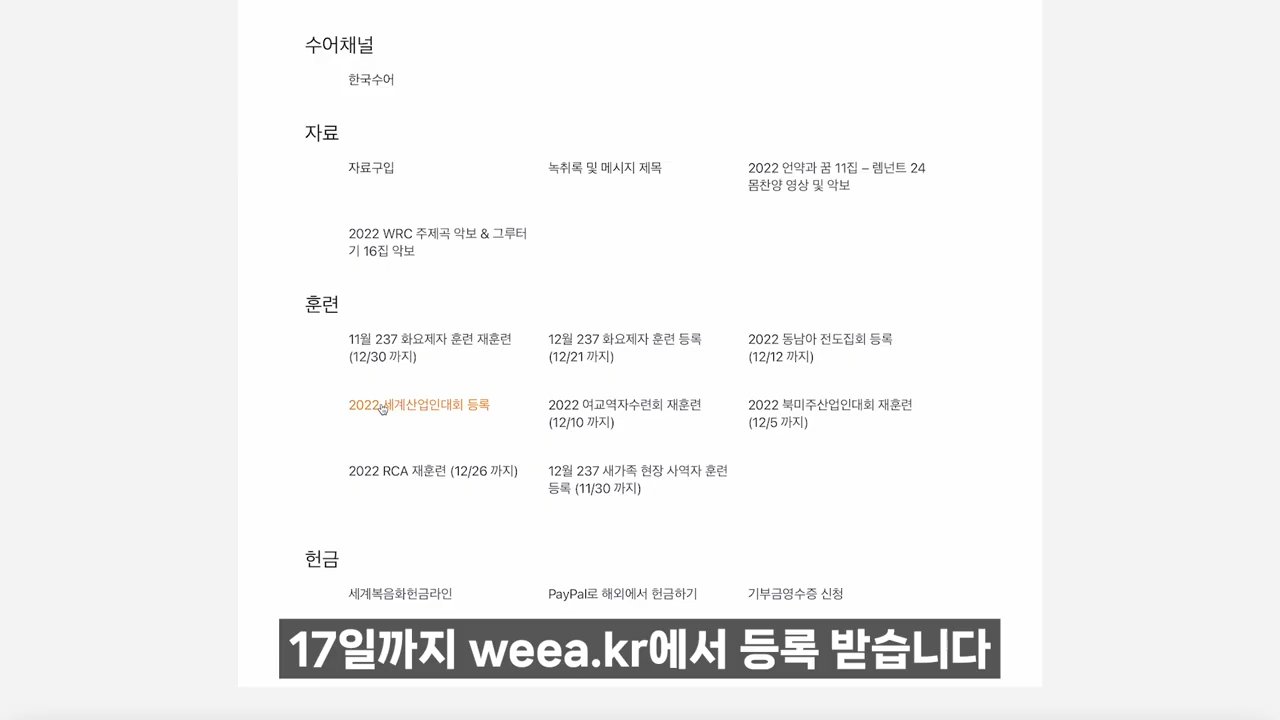 수어채널
한국수어
자료
자료구입
녹취록 및 메시지 제목
2022 언약과 꿈 11집 – 렘넌트 24
몸찬양 영상 및 악보
2022 WRC 주제곡 악보 & 그루터
기 16집 악보
훈련
11월 237 화요제자 훈련 재훈련
(12/30 까지)
12월 237 화요제자 훈련 등록
(12/21 까지)
2022 동남아 전도집회 등록
(12/12 까지)
2022 세계산업인대회 등록
2022 여교역자수련회 재훈련
(12/10 까지)
2022 북미주산업인대회 재훈련
(12/5 까지)
2022 RCA 재훈련 (12/26 까지)
12월 237 새가족 현장 사역자 훈련
등록 (11/30 까지)
헌금
세계복음화헌금라인
PayPal로 해외에서 헌금하기
기부금영수증 신청
17일까지 weea.kr에서 등록 받습니다